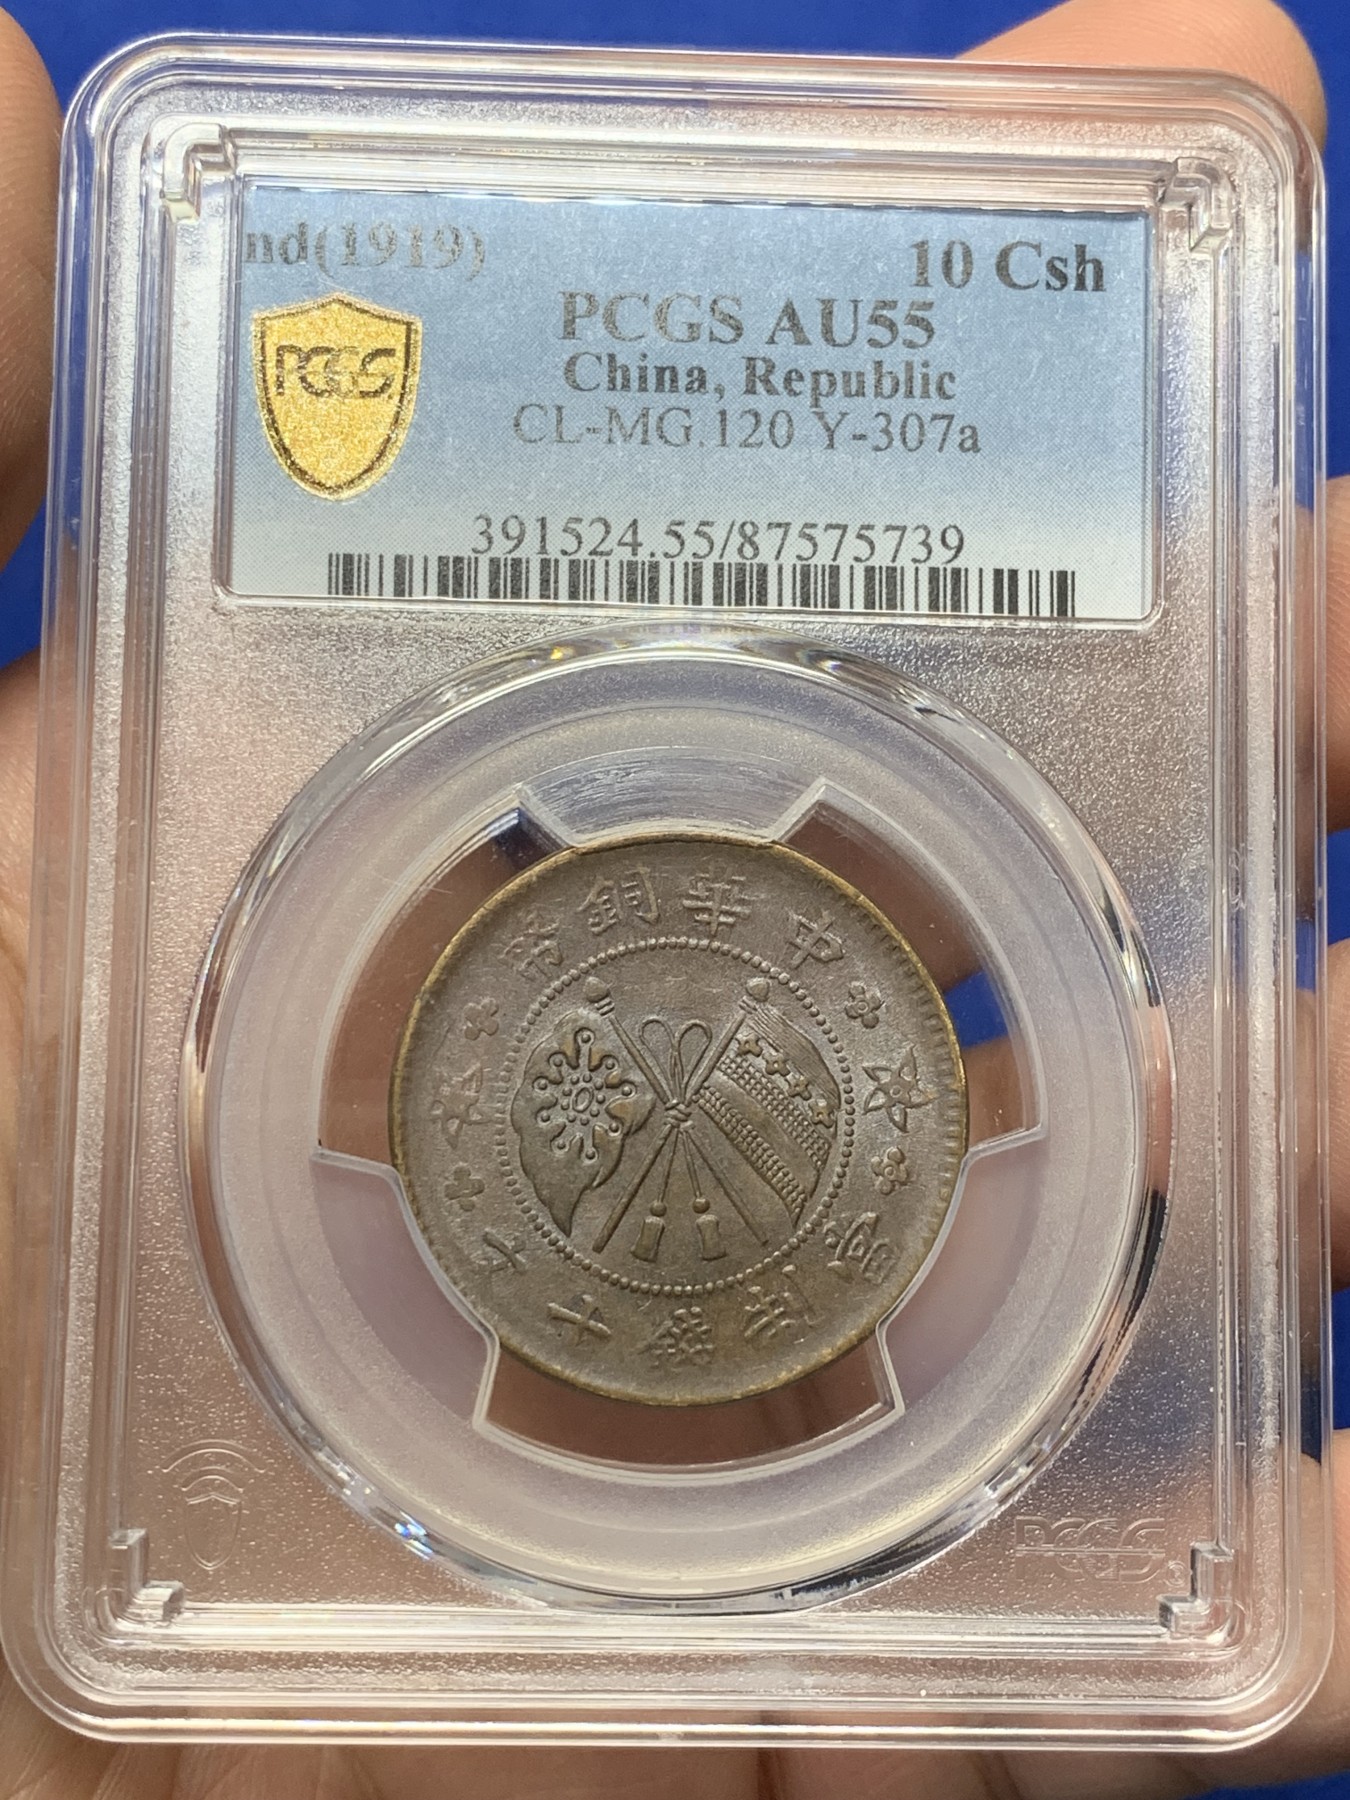 nd(1919) 10 Csh
PCGS AU55
PCGS
China, Republic
CL-MG.120 Y-307a
391524.55/87575739
中華銅幣
當制錢十文
PCGS